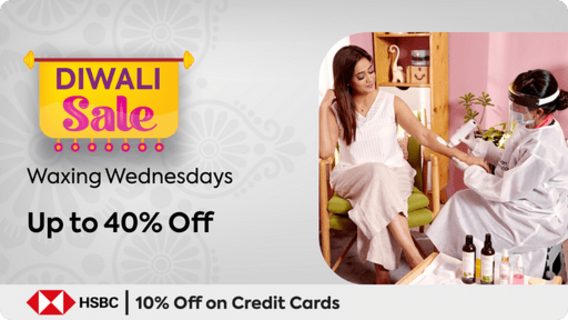 DIWALI
Sale
Waxing Wednesdays
Up to 40% Off
HSBC | 10% Off on Credit Cards